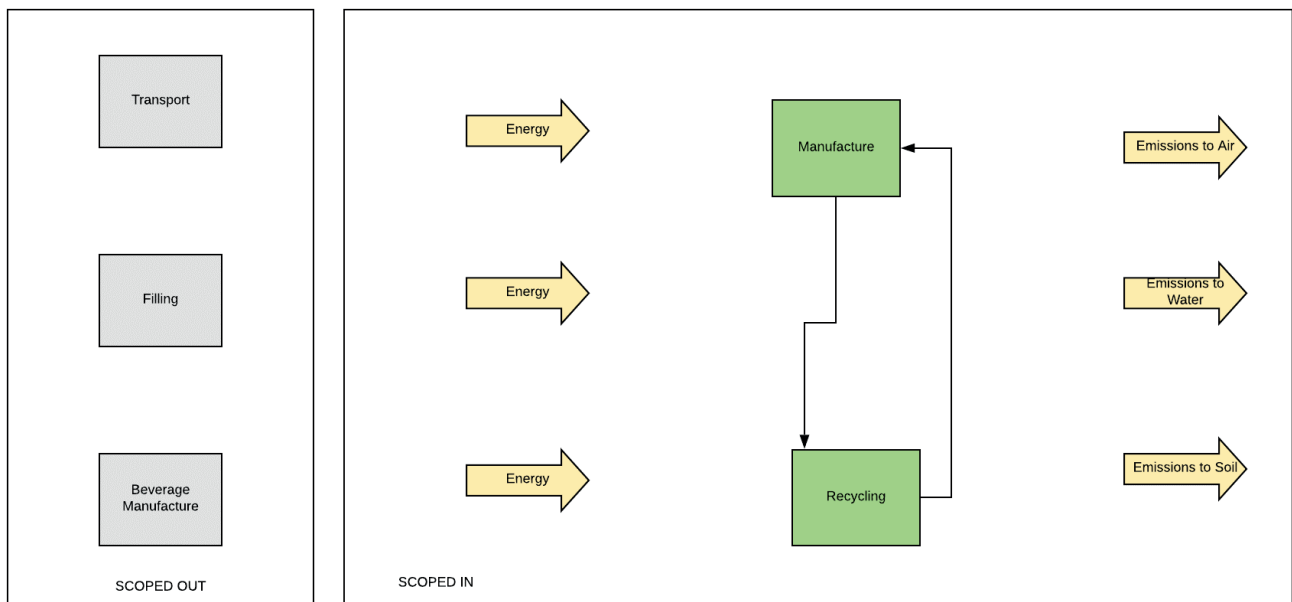 Transport
Filling
Beverage
Manufacture
SCOPED OUT
Energy
Energy
Energy
Manufacture
Recycling
Emissions to Air
Emissions to
Water
Emissions to Soil
SCOPED IN